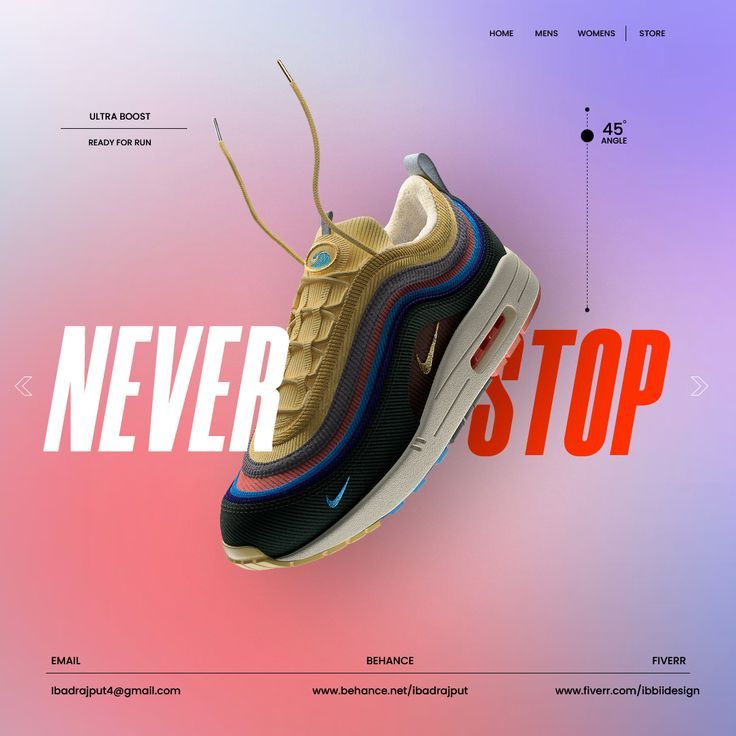 HOME MENS WOMENS STORE
ULTRA BOOST
READY FOR RUN
45°
ANGLE
NEVER STOP
EMAIL BEHANCE FIVERR
Ibadrajput4@gmail.com www.behance.net/ibadrajput www.fiverr.com/ibbiidesign